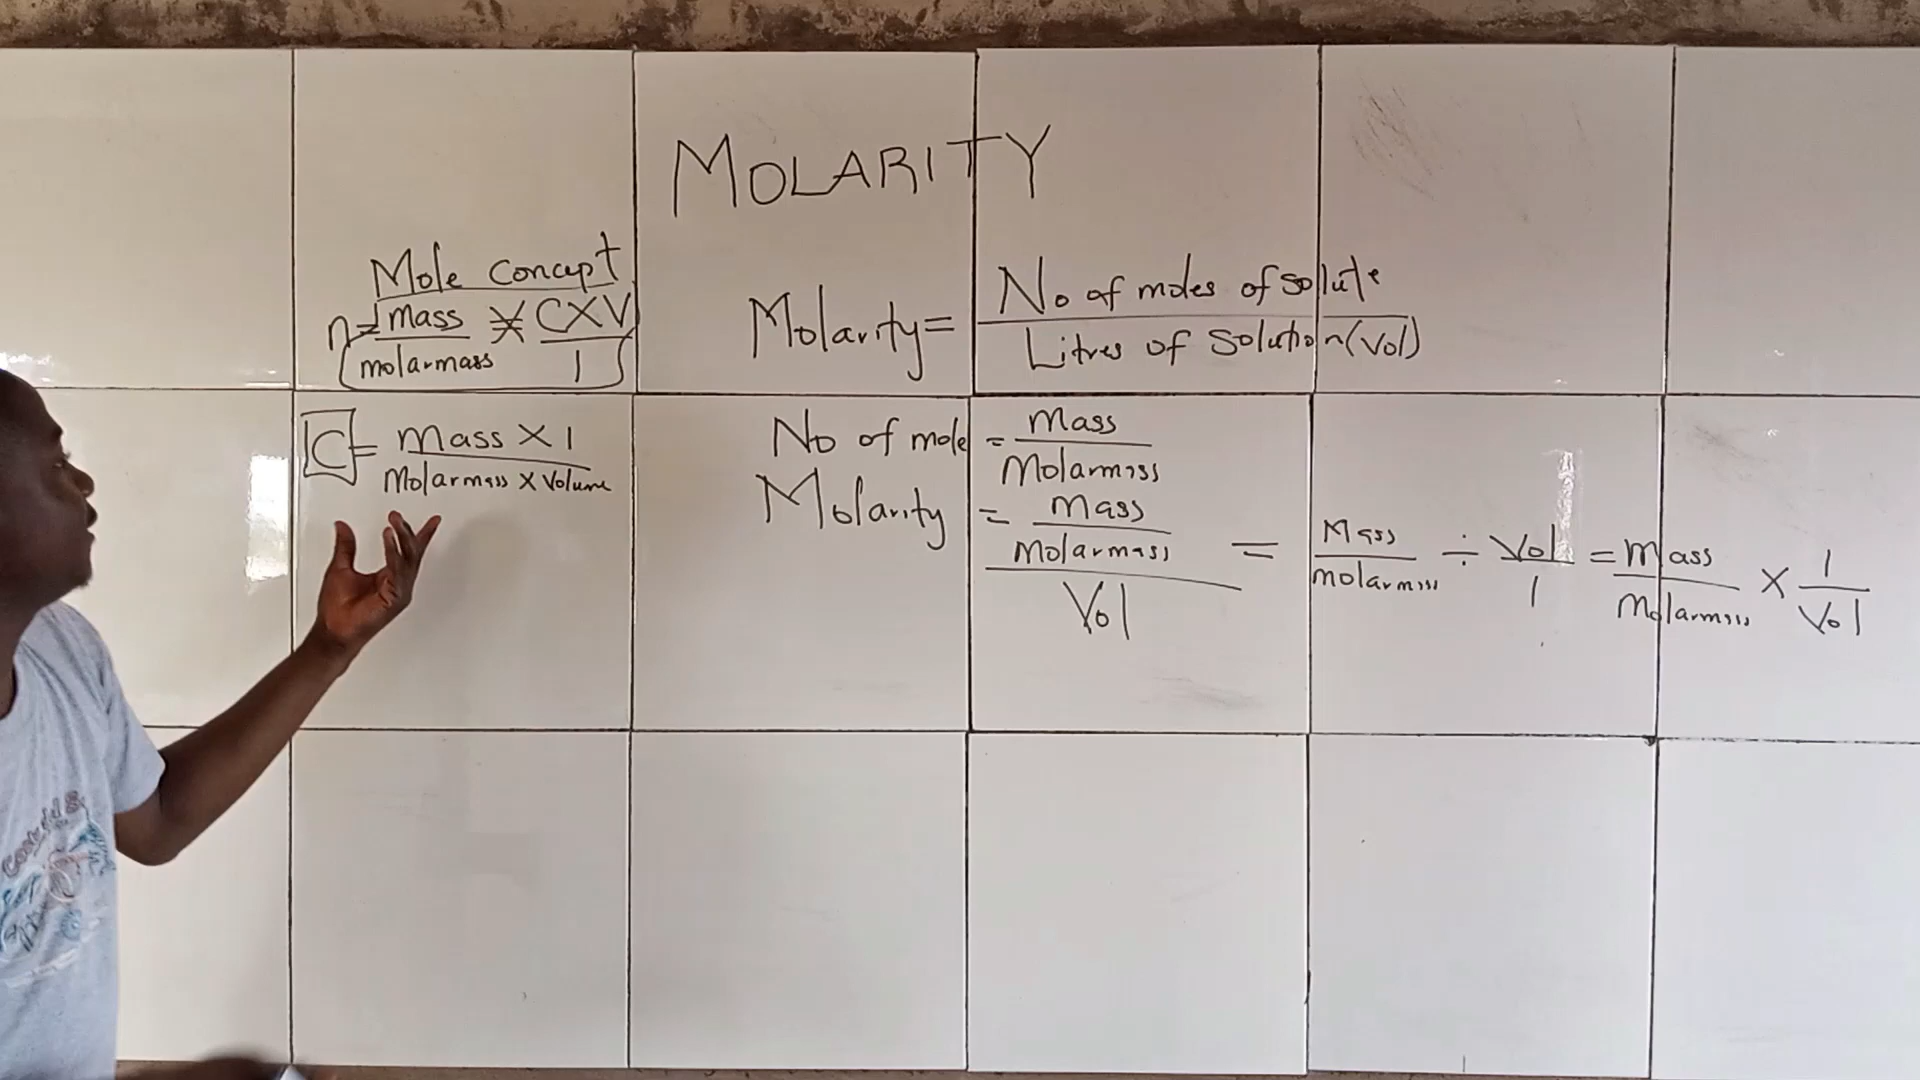 MOLARITY
Mole Concept
n= mass = CXV
molarmass 1
C = Mass X 1
Molarmass x Volume
Molarity= No of moles of solute
Litres of Solution (Vol)
No of mole = Mass
Molarmass
Molarity = Mass
Molarmass
Vol
= Mass ÷ Vol = Mass X 1
molarmass 1 Molarmass Vol